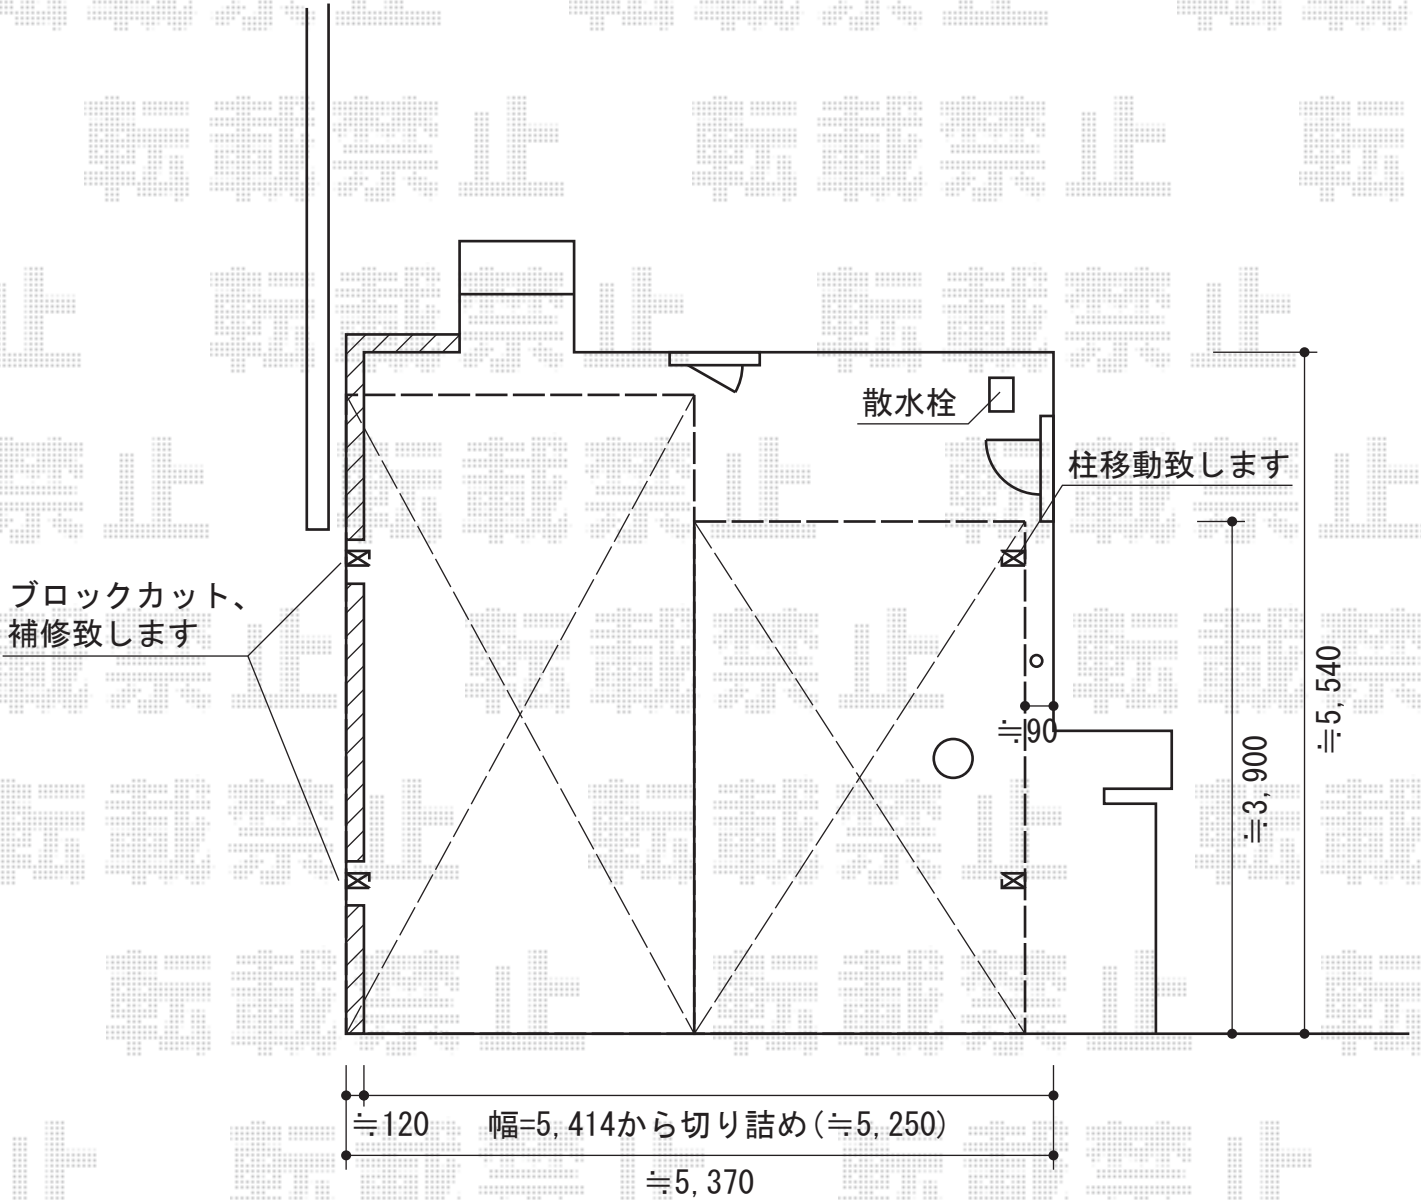 転載禁止
散水栓
柱移動致します
ブロックカット、
補修致します
≒90
≒5,540
≒3,900
≒120
幅=5,414から切り詰め(≒5,250)
≒5,370